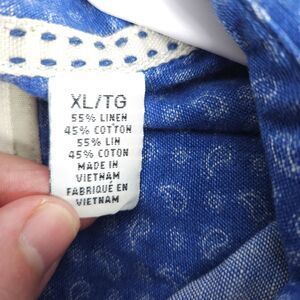 XL/TG
55% LINEN
45% COTTON
55% LIN
45% COTON
MADE IN
VIETNAM
FABRIQUÉ EN
VIETNAM